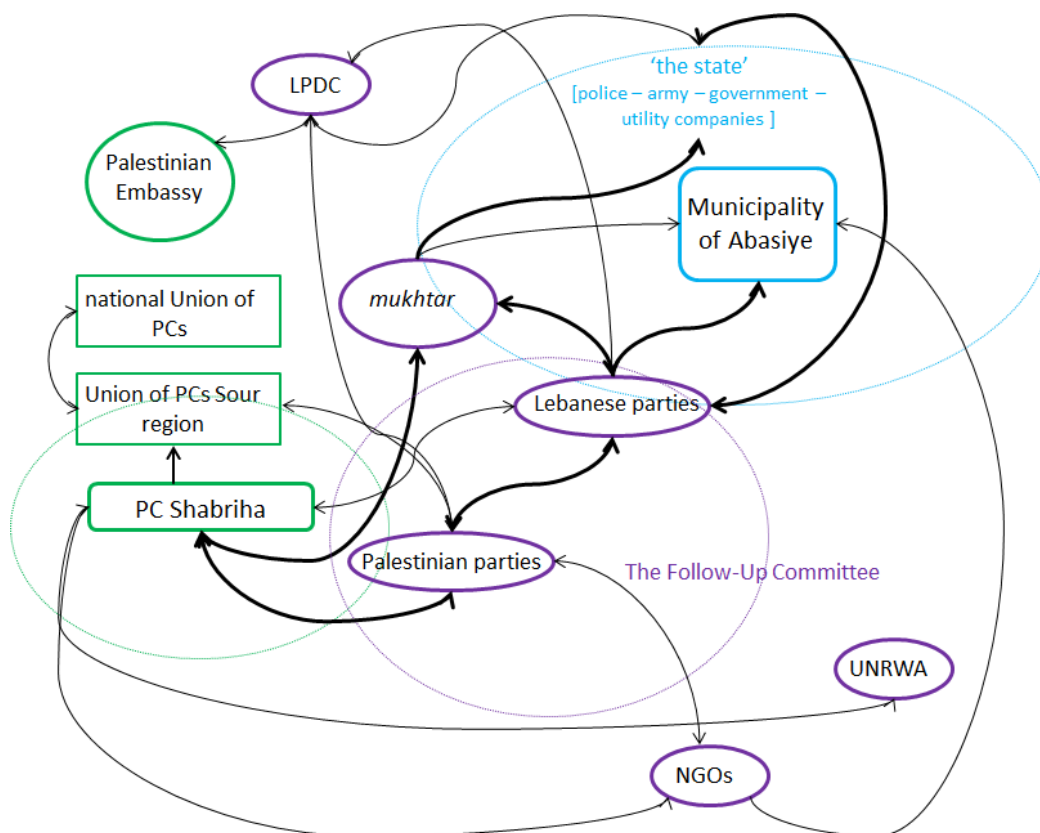 LPDC
‘the state’
[police – army – government –
utility companies ]
Palestinian
Embassy
Municipality
of Abasiye
mukhtar
national Union of
PCs
Union of PCs Sour
region
Lebanese parties
PC Shabriha
Palestinian parties
The Follow-Up Committee
UNRWA
NGOs